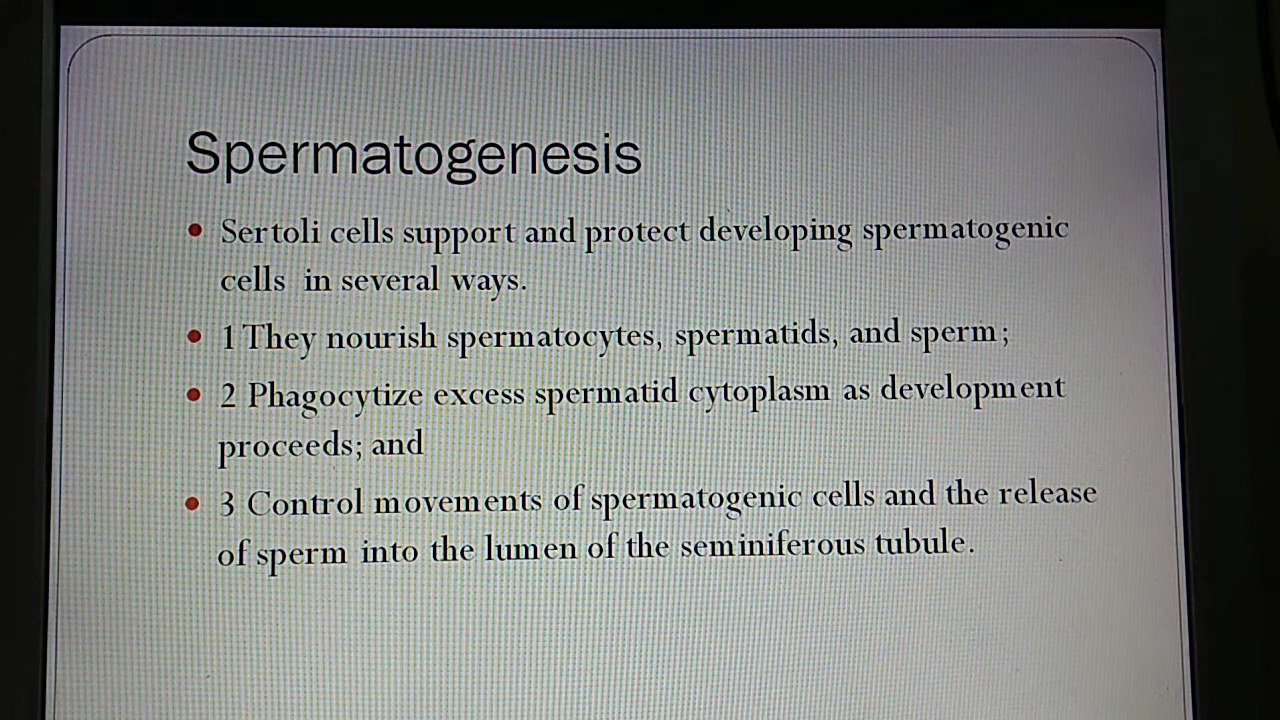 Spermatogenesis
• Sertoli cells support and protect developing spermatogenic
cells in several ways.
• 1 They nourish spermatocytes, spermatids, and sperm;
• 2 Phagocytize excess spermatid cytoplasm as development
proceeds; and
• 3 Control movements of spermatogenic cells and the release
of sperm into the lumen of the seminiferous tubule.